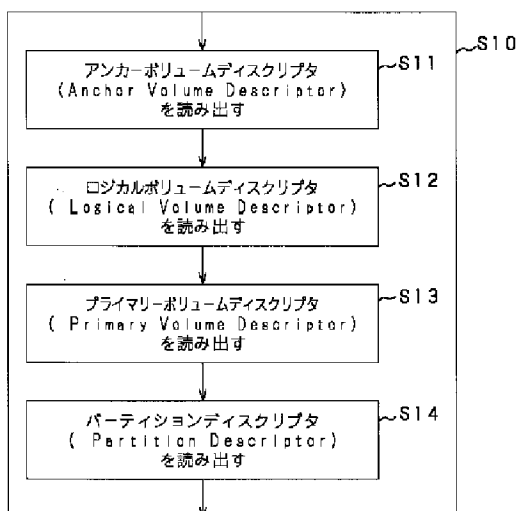 S10
S11
アンカーボリュームディスクリプタ
(Anchor Volume Descriptor)
を読み出す
S12
ロジカルボリュームディスクリプタ
( Logical Volume Descriptor)
を読み出す
S13
プライマリーボリュームディスクリプタ
( Primary Volume Descriptor)
を読み出す
S14
パーティションディスクリプタ
( Partition Descriptor)
を読み出す